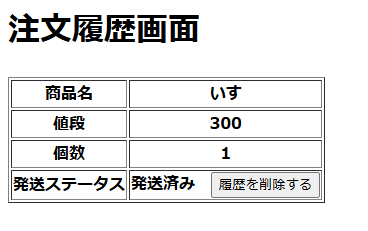 注文履歴画面
商品名 いす
値段 300
個数 1
発送ステータス 発送済み 履歴を削除する